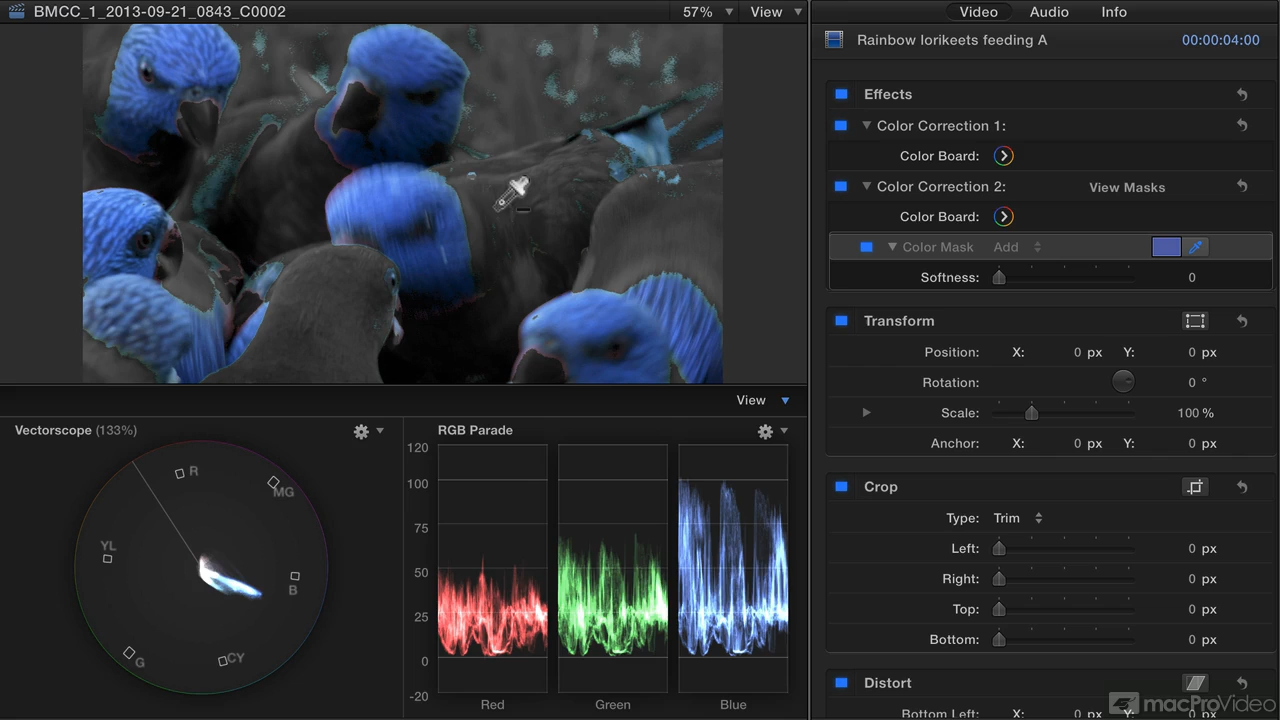 BMCC_1_2013-09-21_0843_C0002
57%
View
Video
Audio
Info
Rainbow lorikeets feeding A
00:00:04:00
Effects
Color Correction 1:
Color Board:
Color Correction 2:
View Masks
Color Board:
Color Mask
Add
Softness:
0
Transform
Position:
X:
0 px
Y:
0 px
Rotation:
0 °
Scale:
100 %
Anchor:
X:
0 px
Y:
0 px
Crop
Type:
Trim
Left:
0 px
Right:
0 px
Top:
0 px
Bottom:
0 px
Distort
Bottom Left:
X:
0 px
Y:
View
Vectorscope (133%)
R
MG
YL
B
G
CY
RGB Parade
120
100
75
50
25
0
-20
Red
Green
Blue
macProVideo